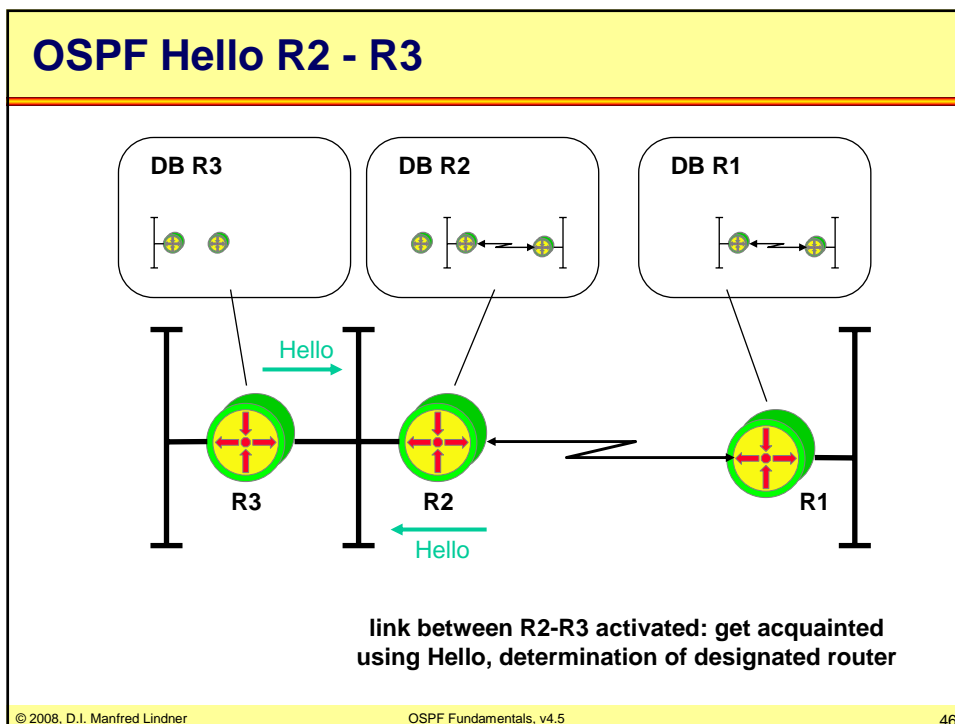 OSPF Hello R2 - R3
DB R3
DB R2
DB R1
Hello
R3
R2
R1
Hello
link between R2-R3 activated: get acquainted
using Hello, determination of designated router
© 2008, D.I. Manfred Lindner
OSPF Fundamentals, v4.5
46